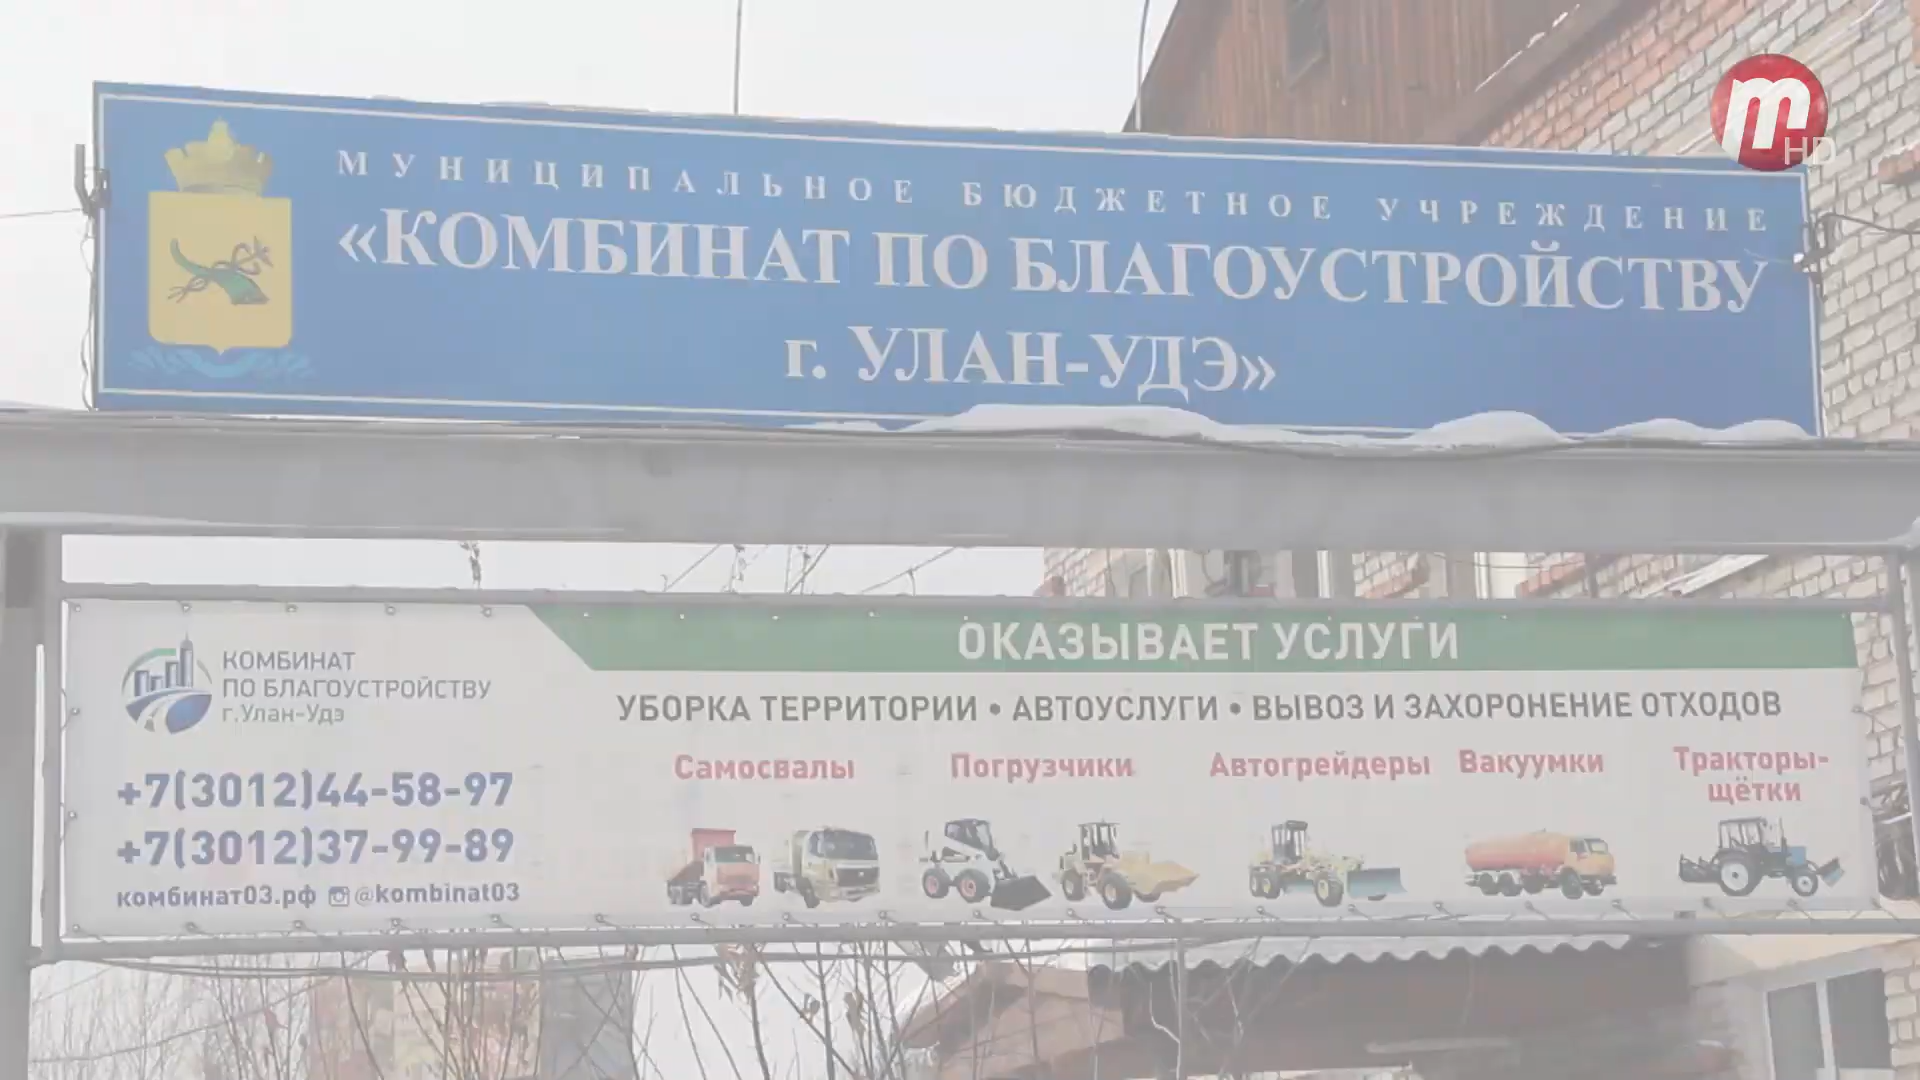 МУНИЦИПАЛЬНОЕ БЮДЖЕТНОЕ УЧРЕЖДЕНИЕ
«КОМБИНАТ ПО БЛАГОУСТРОЙСТВУ
г. УЛАН-УДЭ»
m HD
КОМБИНАТ
ПО БЛАГОУСТРОЙСТВУ
г.Улан-Удэ
+7(3012)44-58-97
+7(3012)37-99-89
комбинат03.рф @kombinat03
ОКАЗЫВАЕТ УСЛУГИ
УБОРКА ТЕРРИТОРИИ • АВТОУСЛУГИ • ВЫВОЗ И ЗАХОРОНЕНИЕ ОТХОДОВ
Самосвалы Погрузчики Автогрейдеры Вакуумки Тракторы-
щётки